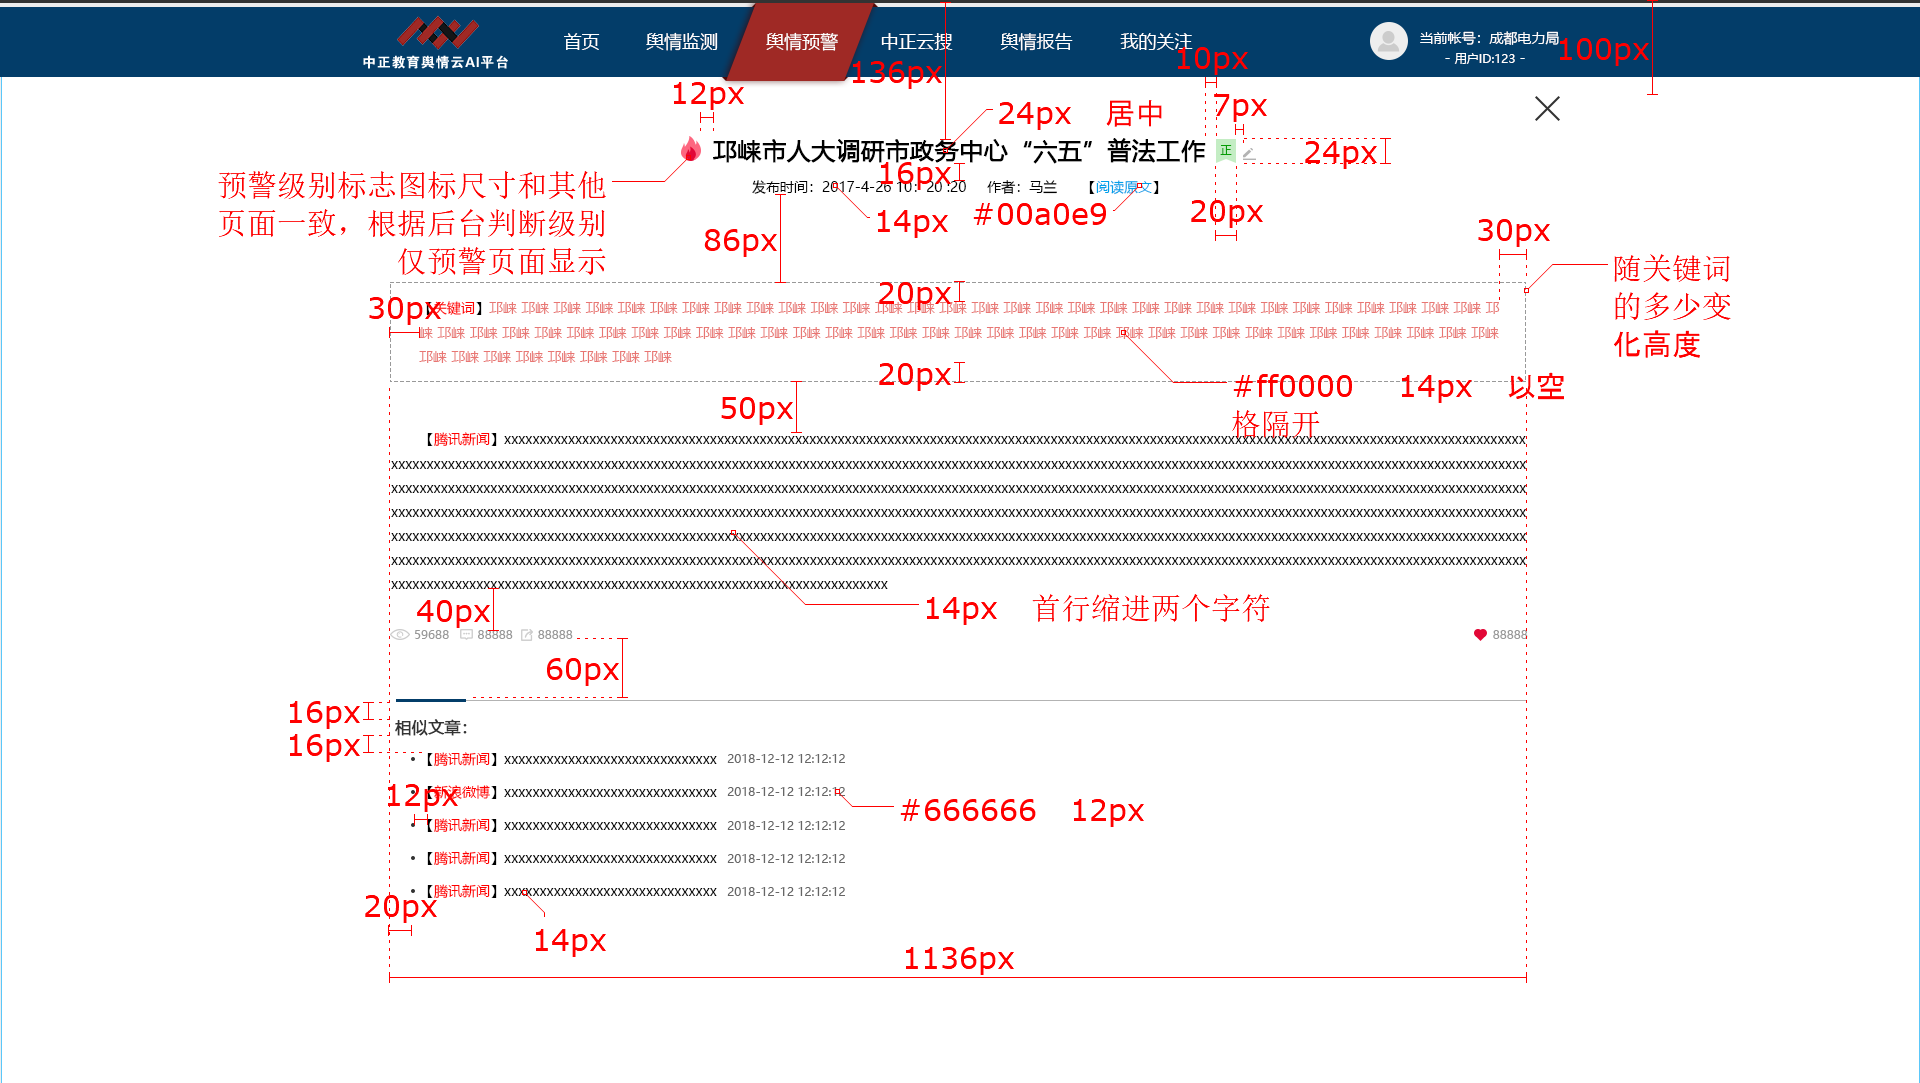 中正教育舆情云AI平台
首页 舆情监测 舆情预警 中正云搜 舆情报告 我的关注
当前帐号：成都电力局
- 用户ID:123 -
100px
136px
10px
12px
7px
24px 居中
邛崃市人大调研市政务中心“六五”普法工作 正
24px
16px
预警级别标志图标尺寸和其他
页面一致，根据后台判断级别
仅预警页面显示
发布时间：2017-4-26 10：20 :20 作者：马兰 【阅读原文】
14px #00a0e9 20px
86px
30px
随关键词
的多少变
化高度
20px
30px
【关键词】邛崃 邛崃 邛崃 邛崃 邛崃 邛崃 邛崃 邛崃 邛崃 邛崃 邛崃 邛崃 邛崃 邛崃 邛崃 邛崃 邛崃 邛崃 邛崃 邛崃 邛崃 邛崃 邛崃 邛崃 邛崃 邛崃 邛崃 邛崃 邛崃 邛崃 邛崃 邛
崃 邛崃 邛崃 邛崃 邛崃 邛崃 邛崃 邛崃 邛崃 邛崃 邛崃 邛崃 邛崃 邛崃 邛崃 邛崃 邛崃 邛崃 邛崃 邛崃 邛崃 邛崃 邛崃 邛崃 邛崃 邛崃 邛崃 邛崃 邛崃 邛崃 邛崃 邛崃 邛崃 邛崃
邛崃 邛崃 邛崃 邛崃 邛崃 邛崃 邛崃 邛崃
20px
#ff0000 14px 以空
格隔开
50px
【腾讯新闻】xxxxxxxxxxxxxxxxxxxxxxxxxxxxxxxxxxxxxxxxxxxxxxxxxxxxxxxxxxxxxxxxxxxxxxxxxxxxxxxxxxxxxxxxxxxxxxxxxxxxxxxxxxxxxxxxxxxxxxxxxxxxxxxxxxxxxxxxxxxxxxxx
xxxxxxxxxxxxxxxxxxxxxxxxxxxxxxxxxxxxxxxxxxxxxxxxxxxxxxxxxxxxxxxxxxxxxxxxxxxxxxxxxxxxxxxxxxxxxxxxxxxxxxxxxxxxxxxxxxxxxxxxxxxxxxxxxxxxxxxxxxxxxxxxxxxxxxxxxxxxxxxx
xxxxxxxxxxxxxxxxxxxxxxxxxxxxxxxxxxxxxxxxxxxxxxxxxxxxxxxxxxxxxxxxxxxxxxxxxxxxxxxxxxxxxxxxxxxxxxxxxxxxxxxxxxxxxxxxxxxxxxxxxxxxxxxxxxxxxxxxxxxxxxxxxxxxxxxxxxxxxxxx
xxxxxxxxxxxxxxxxxxxxxxxxxxxxxxxxxxxxxxxxxxxxxxxxxxxxxxxxxxxxxxxxxxxxxxxxxxxxxxxxxxxxxxxxxxxxxxxxxxxxxxxxxxxxxxxxxxxxxxxxxxxxxxxxxxxxxxxxxxxxxxxxxxxxxxxxxxxxxxxx
xxxxxxxxxxxxxxxxxxxxxxxxxxxxxxxxxxxxxxxxxxxxxxxxxxxxxxxxxxxxxxxxxxxxxxxxxxxxxxxxxxxxxxxxxxxxxxxxxxxxxxxxxxxxxxxxxxxxxxxxxxxxxxxxxxxxxxxxxxxxxxxxxxxxxxxxxxxxxxxx
xxxxxxxxxxxxxxxxxxxxxxxxxxxxxxxxxxxxxxxxxxxxxxxxxxxxxxxxxxxxxxxxxxxxxxxxxxxxxxxxxxxxxxxxxxxxxxxxxxxxxxxxxxxxxxxxxxxxxxxxxxxxxxxxxxxxxxxxxxxxxxxxxxxxxxxxxxxxxxxx
xxxxxxxxxxxxxxxxxxxxxxxxxxxxxxxxxxxxxxxxxxxxxxxxxxxxxxxxxxxxxxxxxxxxxx
40px
14px 首行缩进两个字符
59688 88888 88888 88888
60px
16px
相似文章：
16px
• 【腾讯新闻】xxxxxxxxxxxxxxxxxxxxxxxxxxxxxx 2018-12-12 12:12:12
• 【新浪微博】xxxxxxxxxxxxxxxxxxxxxxxxxxxxxx 2018-12-12 12:12:12
12px
#666666 12px
• 【腾讯新闻】xxxxxxxxxxxxxxxxxxxxxxxxxxxxxx 2018-12-12 12:12:12
• 【腾讯新闻】xxxxxxxxxxxxxxxxxxxxxxxxxxxxxx 2018-12-12 12:12:12
• 【腾讯新闻】xxxxxxxxxxxxxxxxxxxxxxxxxxxxxx 2018-12-12 12:12:12
20px
14px
1136px